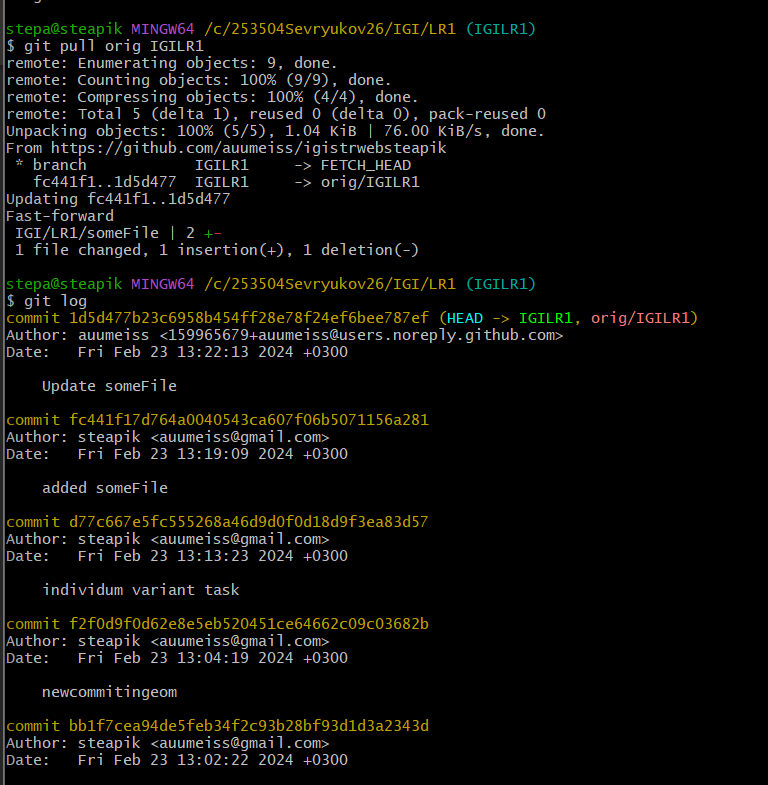 stepa@steapik MINGW64 /c/253504Sevryukov26/IGI/LR1 (IGILR1)
$ git pull orig IGILR1
remote: Enumerating objects: 9, done.
remote: Counting objects: 100% (9/9), done.
remote: Compressing objects: 100% (4/4), done.
remote: Total 5 (delta 1), reused 0 (delta 0), pack-reused 0
Unpacking objects: 100% (5/5), 1.04 KiB | 76.00 KiB/s, done.
From https://github.com/auumeiss/igistrwebsteapik
 * branch            IGILR1     -> FETCH_HEAD
   fc441f1..1d5d477  IGILR1     -> orig/IGILR1
Updating fc441f1..1d5d477
Fast-forward
 IGI/LR1/someFile | 2 +-
 1 file changed, 1 insertion(+), 1 deletion(-)
stepa@steapik MINGW64 /c/253504Sevryukov26/IGI/LR1 (IGILR1)
$ git log
commit 1d5d477b23c6958b454ff28e78f24ef6bee787ef (HEAD -> IGILR1, orig/IGILR1)
Author: auumeiss <159965679+auumeiss@users.noreply.github.com>
Date:   Fri Feb 23 13:22:13 2024 +0300
    Update someFile
commit fc441f17d764a0040543ca607f06b5071156a281
Author: steapik <auumeiss@gmail.com>
Date:   Fri Feb 23 13:19:09 2024 +0300
    added someFile
commit d77c667e5fc555268a46d9d0f0d18d9f3ea83d57
Author: steapik <auumeiss@gmail.com>
Date:   Fri Feb 23 13:13:23 2024 +0300
    individum variant task
commit f2f0d9f0d62e8e5eb520451ce64662c09c03682b
Author: steapik <auumeiss@gmail.com>
Date:   Fri Feb 23 13:04:19 2024 +0300
    newcommitingeom
commit bb1f7cea94de5feb34f2c93b28bf93d1d3a2343d
Author: steapik <auumeiss@gmail.com>
Date:   Fri Feb 23 13:02:22 2024 +0300